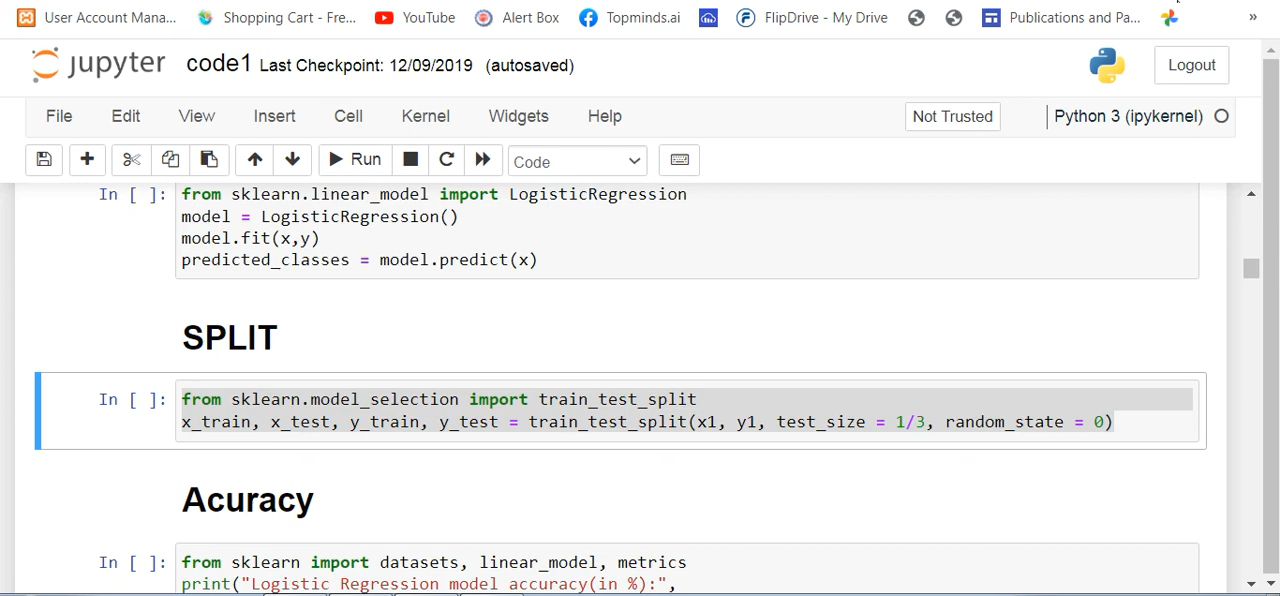 User Account Mana... Shopping Cart - Fre... YouTube Alert Box Topminds.ai FlipDrive - My Drive Publications and Pa... »
jupyter code1 Last Checkpoint: 12/09/2019 (autosaved) Logout
File Edit View Insert Cell Kernel Widgets Help Not Trusted Python 3 (ipykernel)
Run Code
In [ ]: from sklearn.linear_model import LogisticRegression
model = LogisticRegression()
model.fit(x,y)
predicted_classes = model.predict(x)
SPLIT
In [ ]: from sklearn.model_selection import train_test_split
x_train, x_test, y_train, y_test = train_test_split(x1, y1, test_size = 1/3, random_state = 0)
Acuracy
In [ ]: from sklearn import datasets, linear_model, metrics
print("Logistic Regression model accuracy(in %):",